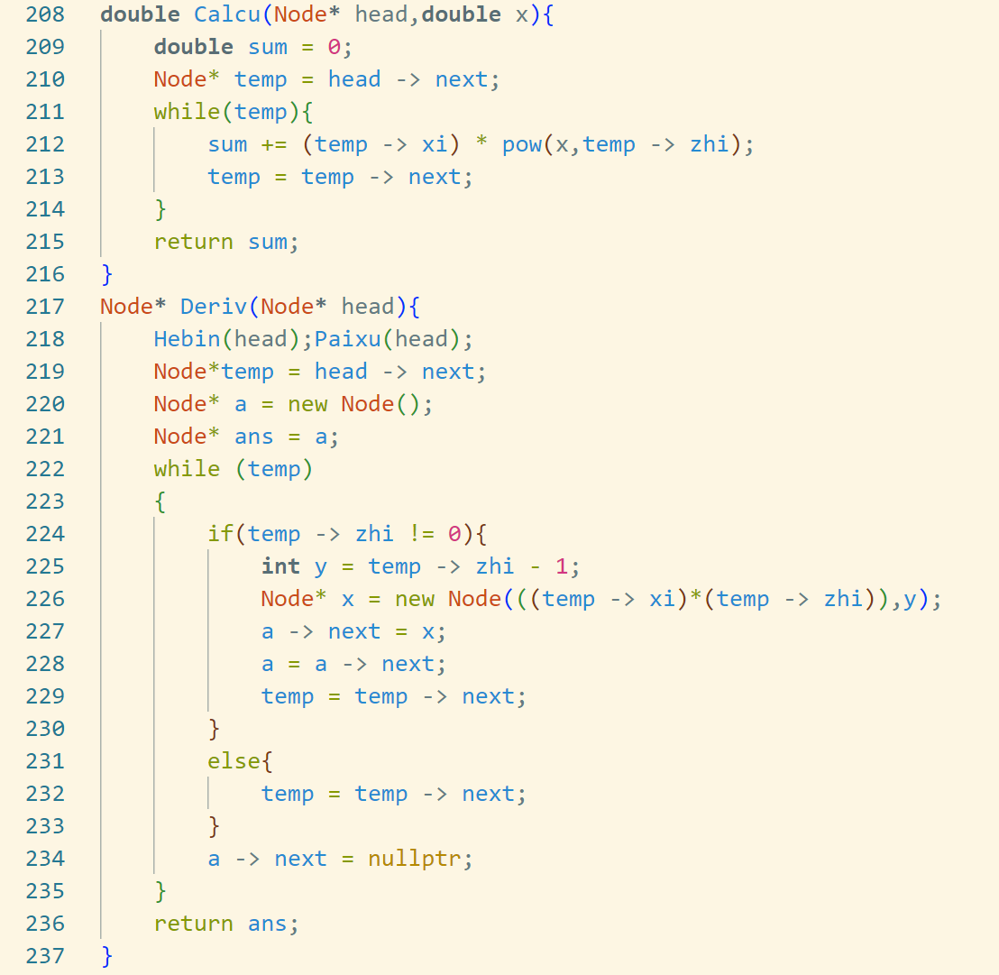 208 double Calcu(Node* head,double x){
209     double sum = 0;
210     Node* temp = head -> next;
211     while(temp){
212         sum += (temp -> xi) * pow(x,temp -> zhi);
213         temp = temp -> next;
214     }
215     return sum;
216 }
217 Node* Deriv(Node* head){
218     Hebin(head);Paixu(head);
219     Node*temp = head -> next;
220     Node* a = new Node();
221     Node* ans = a;
222     while (temp)
223     {
224         if(temp -> zhi != 0){
225             int y = temp -> zhi - 1;
226             Node* x = new Node(((temp -> xi)*(temp -> zhi)),y);
227             a -> next = x;
228             a = a -> next;
229             temp = temp -> next;
230         }
231         else{
232             temp = temp -> next;
233         }
234         a -> next = nullptr;
235     }
236     return ans;
237 }